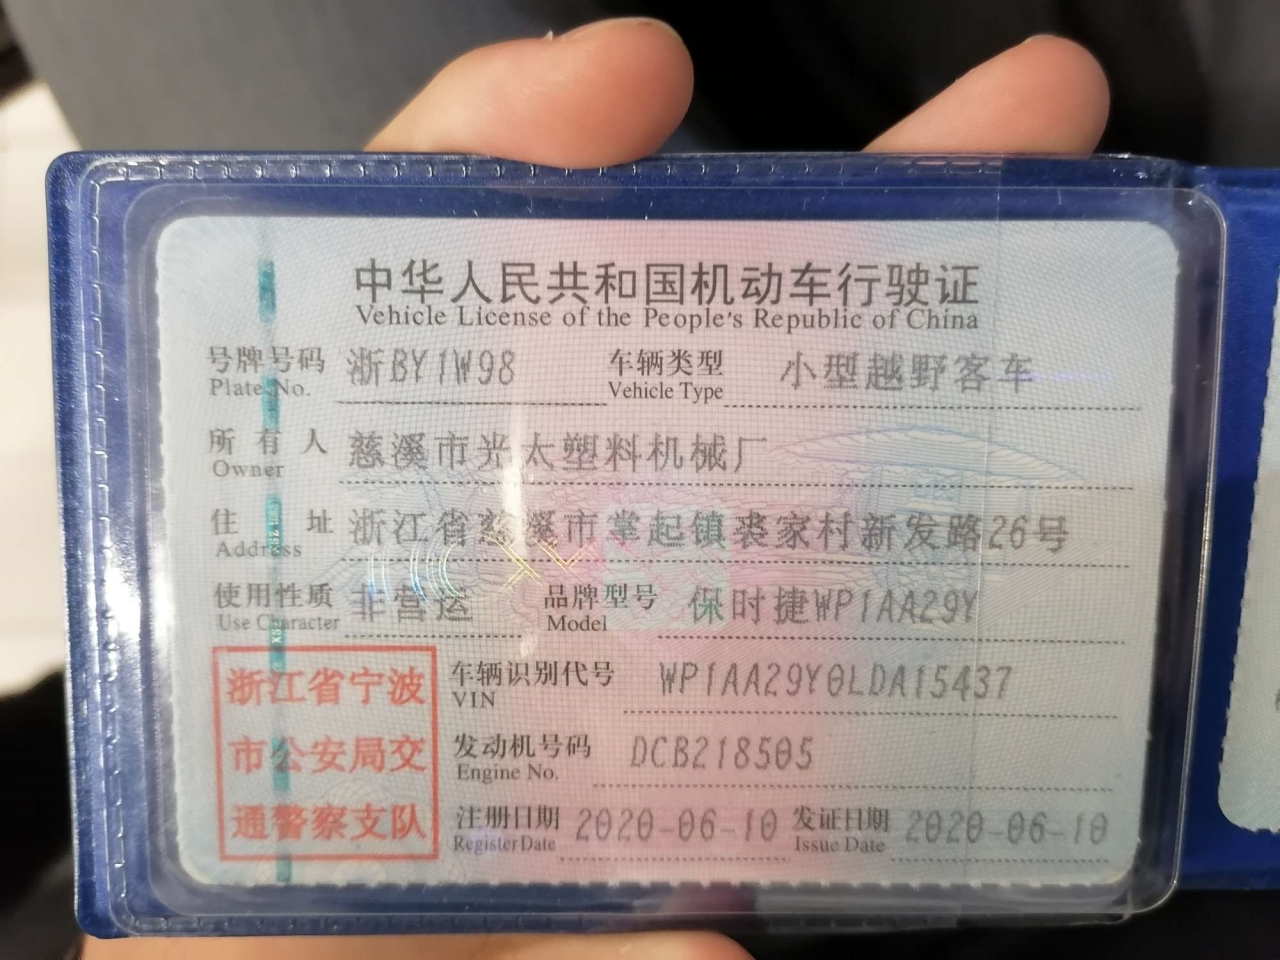 中华人民共和国机动车行驶证
Vehicle License of the People's Republic of China
号牌号码 浙BY1W98 车辆类型 小型越野客车
Plate No. Vehicle Type
所有人 慈溪市光太塑料机械厂
Owner
住址 浙江省慈溪市掌起镇裘家村新发路26号
Address
使用性质 非营运 品牌型号 保时捷WP1AA29Y
Use Character Model
浙江省宁波 车辆识别代号 WP1AA29Y0LDA15437
VIN
市公安局交 发动机号码 DCB218505
Engine No.
通警察支队 注册日期 2020-06-10 发证日期 2020-06-10
Register Date Issue Date